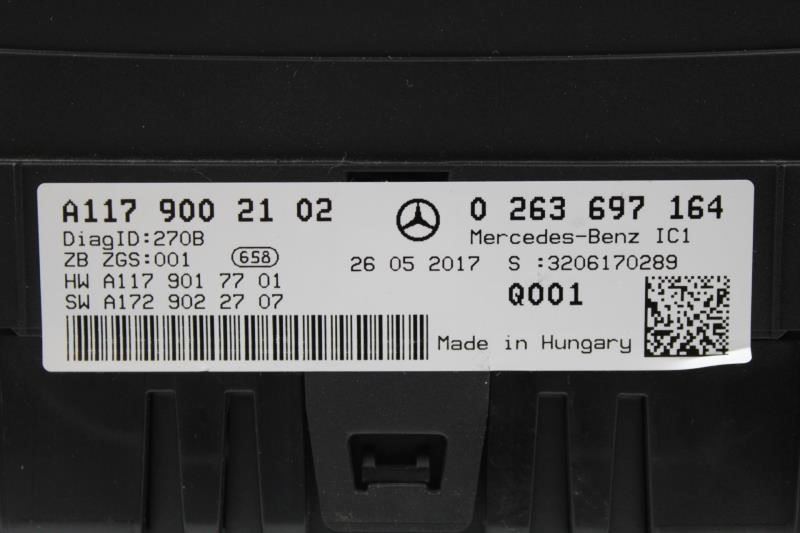 A117 900 21 02 0 263 697 164
DiagID:270B Mercedes-Benz IC1
ZB ZGS:001 658 26 05 2017 S :3206170289
HW A117 901 77 01
SW A172 902 27 07 Q001
Made in Hungary